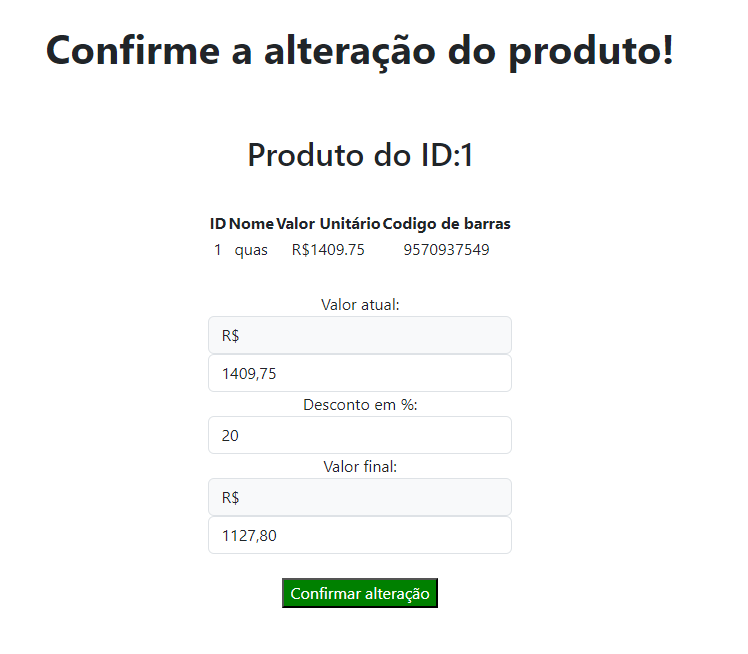 Confirme a alteração do produto!
Produto do ID:1
ID Nome Valor Unitário Codigo de barras
1 quas R$1409.75 9570937549
Valor atual:
R$
1409,75
Desconto em %:
20
Valor final:
R$
1127,80
Confirmar alteração